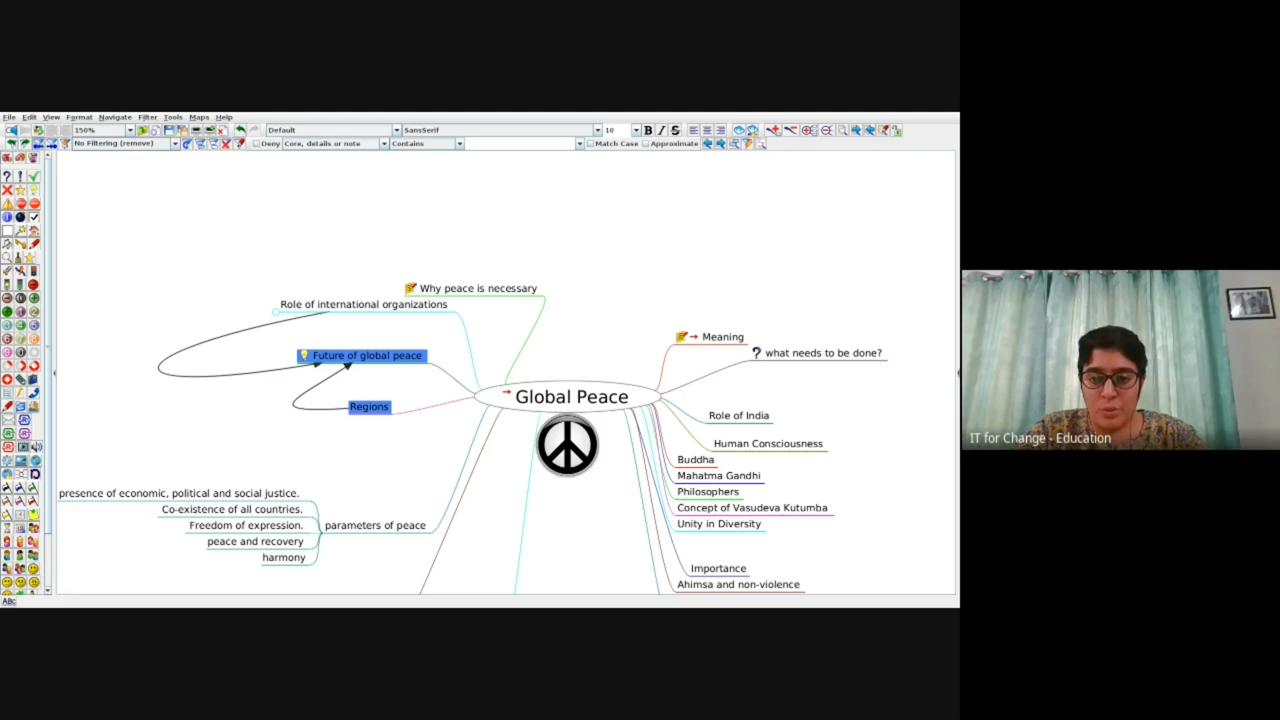 File Edit View Format Navigate Filter Tools Maps Help
150% Default SansSerif 10 B I S
No Filtering (remove) Deny Core, details or note Contains Match Case Approximate
Why peace is necessary
Role of international organizations
Future of global peace
Regions
Global Peace
Meaning
what needs to be done?
Role of India
Human Consciousness
Buddha
Mahatma Gandhi
Philosophers
Concept of Vasudeva Kutumba
Unity in Diversity
Importance
Ahimsa and non-violence
presence of economic, political and social justice.
Co-existence of all countries.
Freedom of expression.
peace and recovery
harmony
parameters of peace
ABc
IT for Change - Education